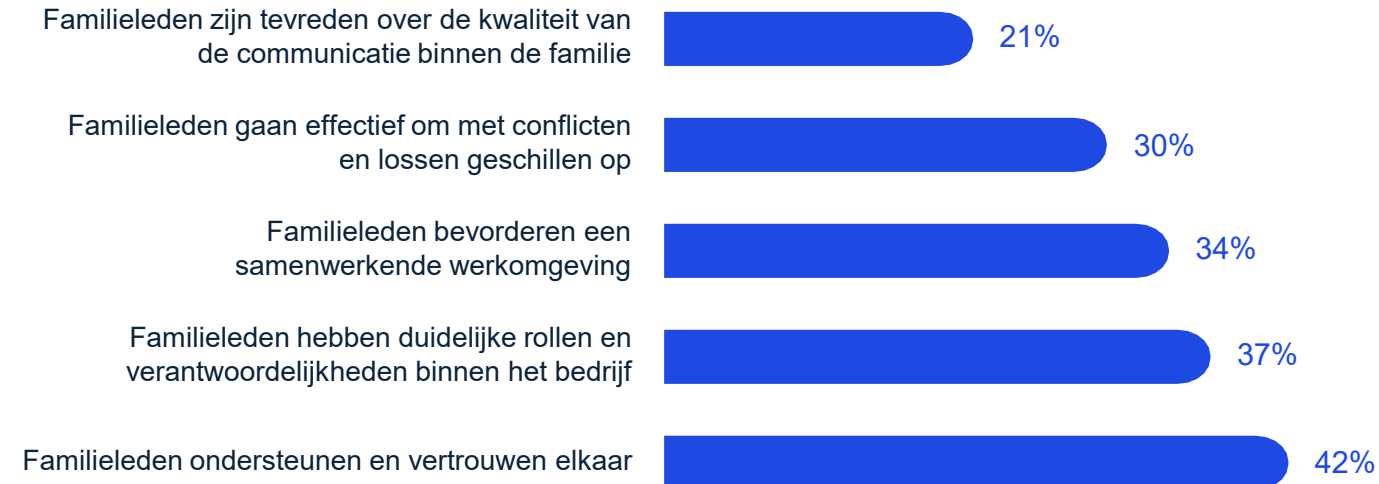 Familieleden zijn tevreden over de kwaliteit van
de communicatie binnen de familie
21%
Familieleden gaan effectief om met conflicten
en lossen geschillen op
30%
Familieleden bevorderen een
samenwerkende werkomgeving
34%
Familieleden hebben duidelijke rollen en
verantwoordelijkheden binnen het bedrijf
37%
Familieleden ondersteunen en vertrouwen elkaar
42%